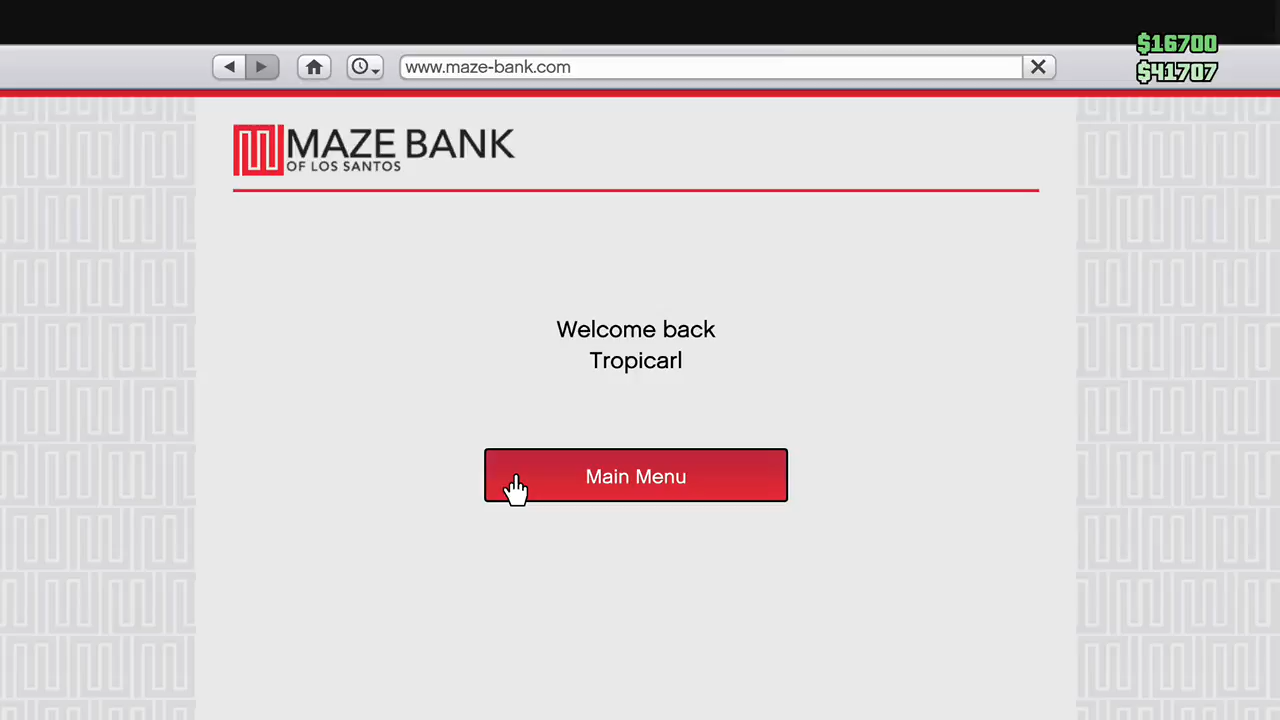 www.maze-bank.com
$16700
$41707
MAZE BANK
OF LOS SANTOS
Welcome back
Tropicarl
Main Menu